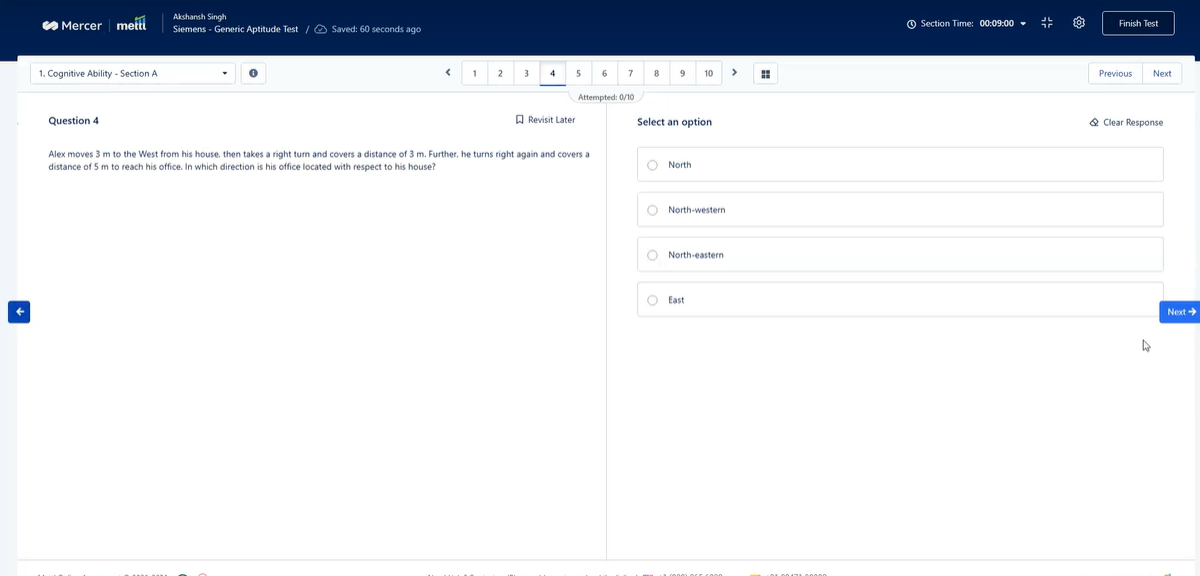 Mercer | mettl
Akshansh Singh
Siemens - Generic Aptitude Test / Saved: 60 seconds ago
Section Time: 00:09:00
Finish Test
1. Cognitive Ability - Section A
1 2 3 4 5 6 7 8 9 10
Previous Next
Attempted: 0/10
Question 4
Revisit Later
Alex moves 3 m to the West from his house, then takes a right turn and covers a distance of 3 m. Further, he turns right again and covers a
distance of 5 m to reach his office. In which direction is his office located with respect to his house?
Select an option
Clear Response
North
North-western
North-eastern
East
Next